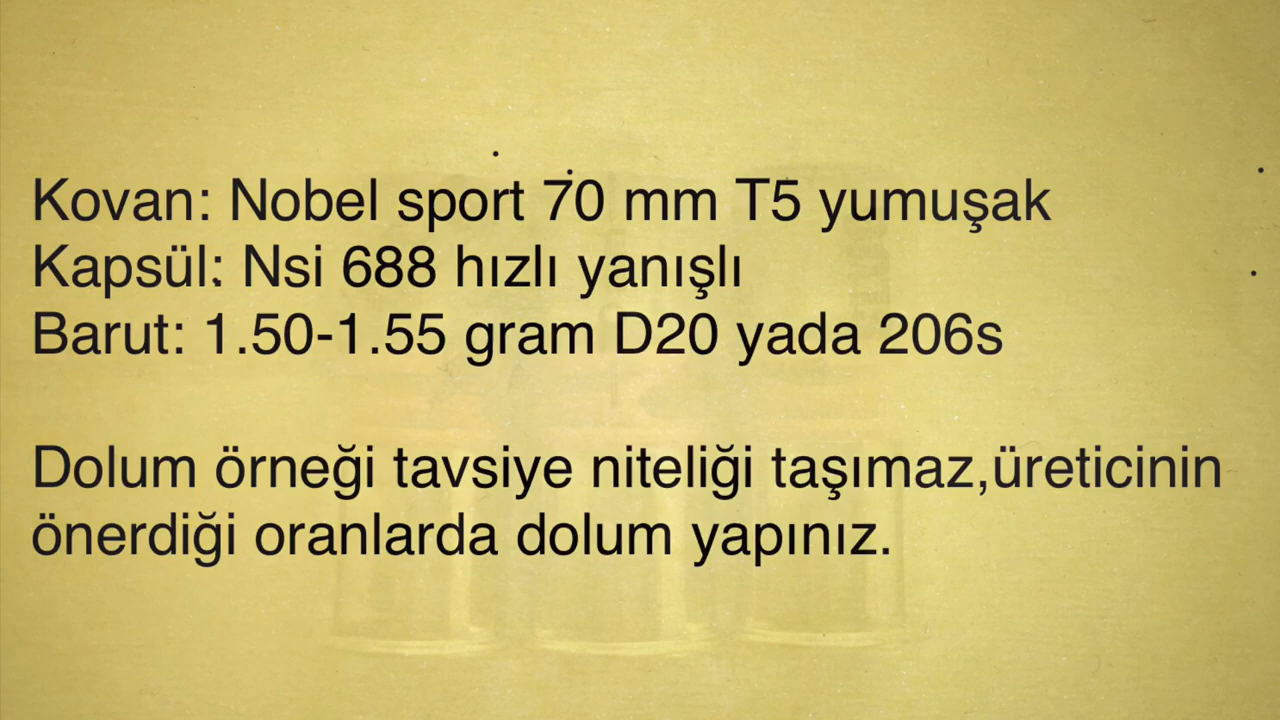 Kovan: Nobel sport 70 mm T5 yumuşak
Kapsül: Nsi 688 hızlı yanışlı
Barut: 1.50-1.55 gram D20 yada 206s
Dolum örneği tavsiye niteliği taşımaz,üreticinin
önerdiği oranlarda dolum yapınız.